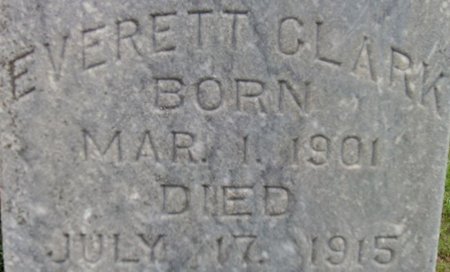 EVERETT CLARK
BORN
MAR. 1. 1901
DIED
JULY 17. 1915